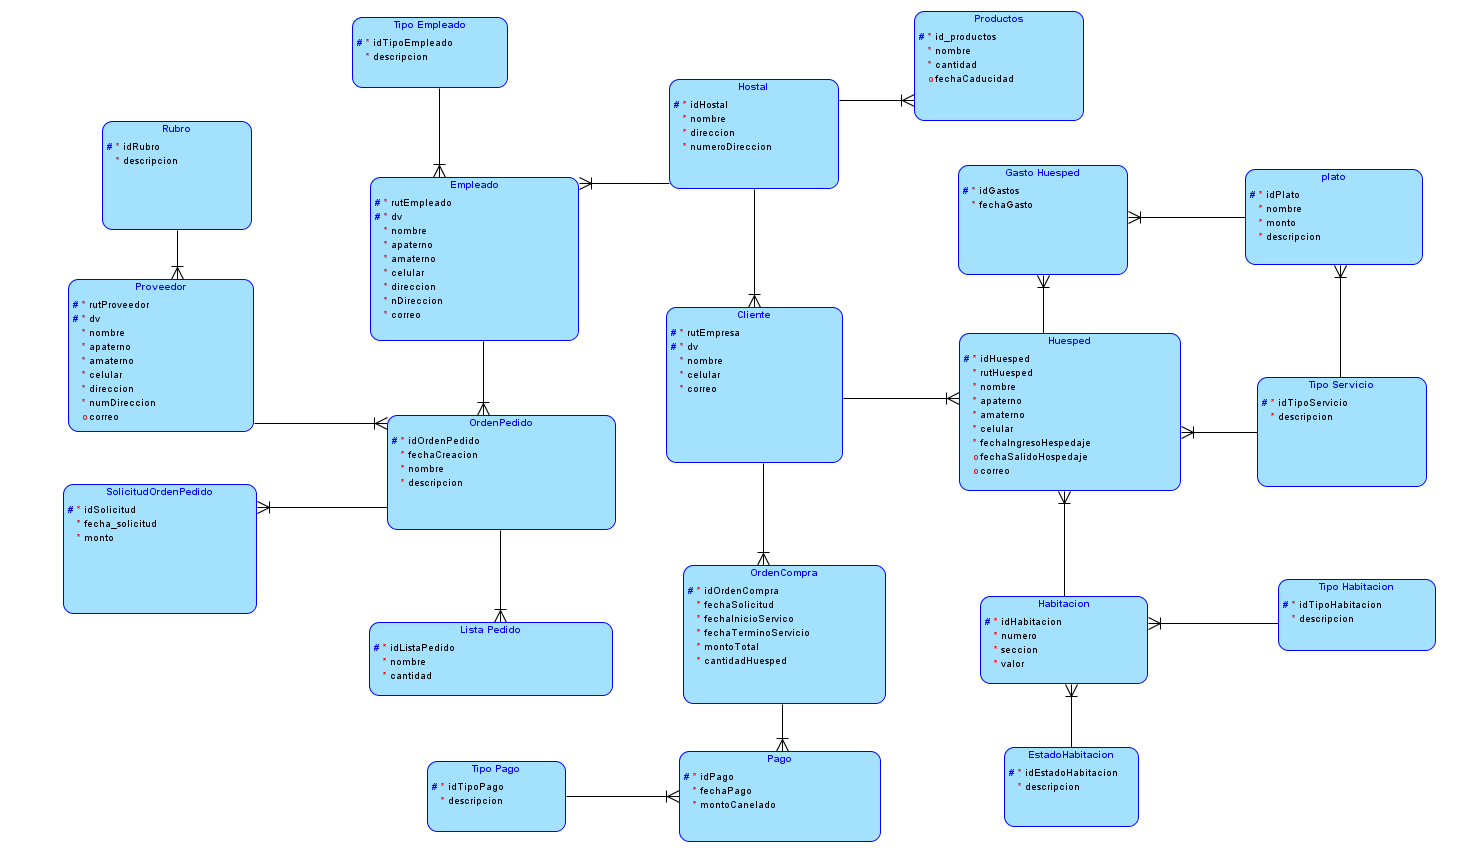 Tipo Empleado
# * idTipoEmpleado
* descripcion
Productos
# * id_productos
* nombre
* cantidad
o fechaCaducidad
Hostal
# * idHostal
* nombre
* direccion
* numeroDireccion
Rubro
# * idRubro
* descripcion
Empleado
# * rutEmpleado
# * dv
* nombre
* apaterno
* amaterno
* celular
* direccion
* nDireccion
* correo
Gasto Huesped
# * idGastos
* fechaGasto
plato
# * idPlato
* nombre
* monto
* descripcion
Proveedor
# * rutProveedor
# * dv
* nombre
* apaterno
* amaterno
* celular
* direccion
* numDireccion
o correo
Cliente
# * rutEmpresa
# * dv
* nombre
* celular
* correo
Huesped
# * idHuesped
* rutHuesped
* nombre
* apaterno
* amaterno
* celular
* fechaIngresoHespedaje
o fechaSalidoHospedaje
o correo
Tipo Servicio
# * idTipoServicio
* descripcion
OrdenPedido
# * idOrdenPedido
* fechaCreacion
* nombre
* descripcion
SolicitudOrdenPedido
# * idSolicitud
* fecha_solicitud
* monto
OrdenCompra
# * idOrdenCompra
* fechaSolicitud
* fechaInicioServico
* fechaTerminoServicio
* montoTotal
* cantidadHuesped
Tipo Habitacion
# * idTipoHabitacion
* descripcion
Habitacion
# * idHabitacion
* numero
* seccion
* valor
Lista Pedido
# * idListaPedido
* nombre
* cantidad
EstadoHabitacion
# * idEstadoHabitacion
* descripcion
Tipo Pago
# * idTipoPago
* descripcion
Pago
# * idPago
* fechaPago
* montoCanelado